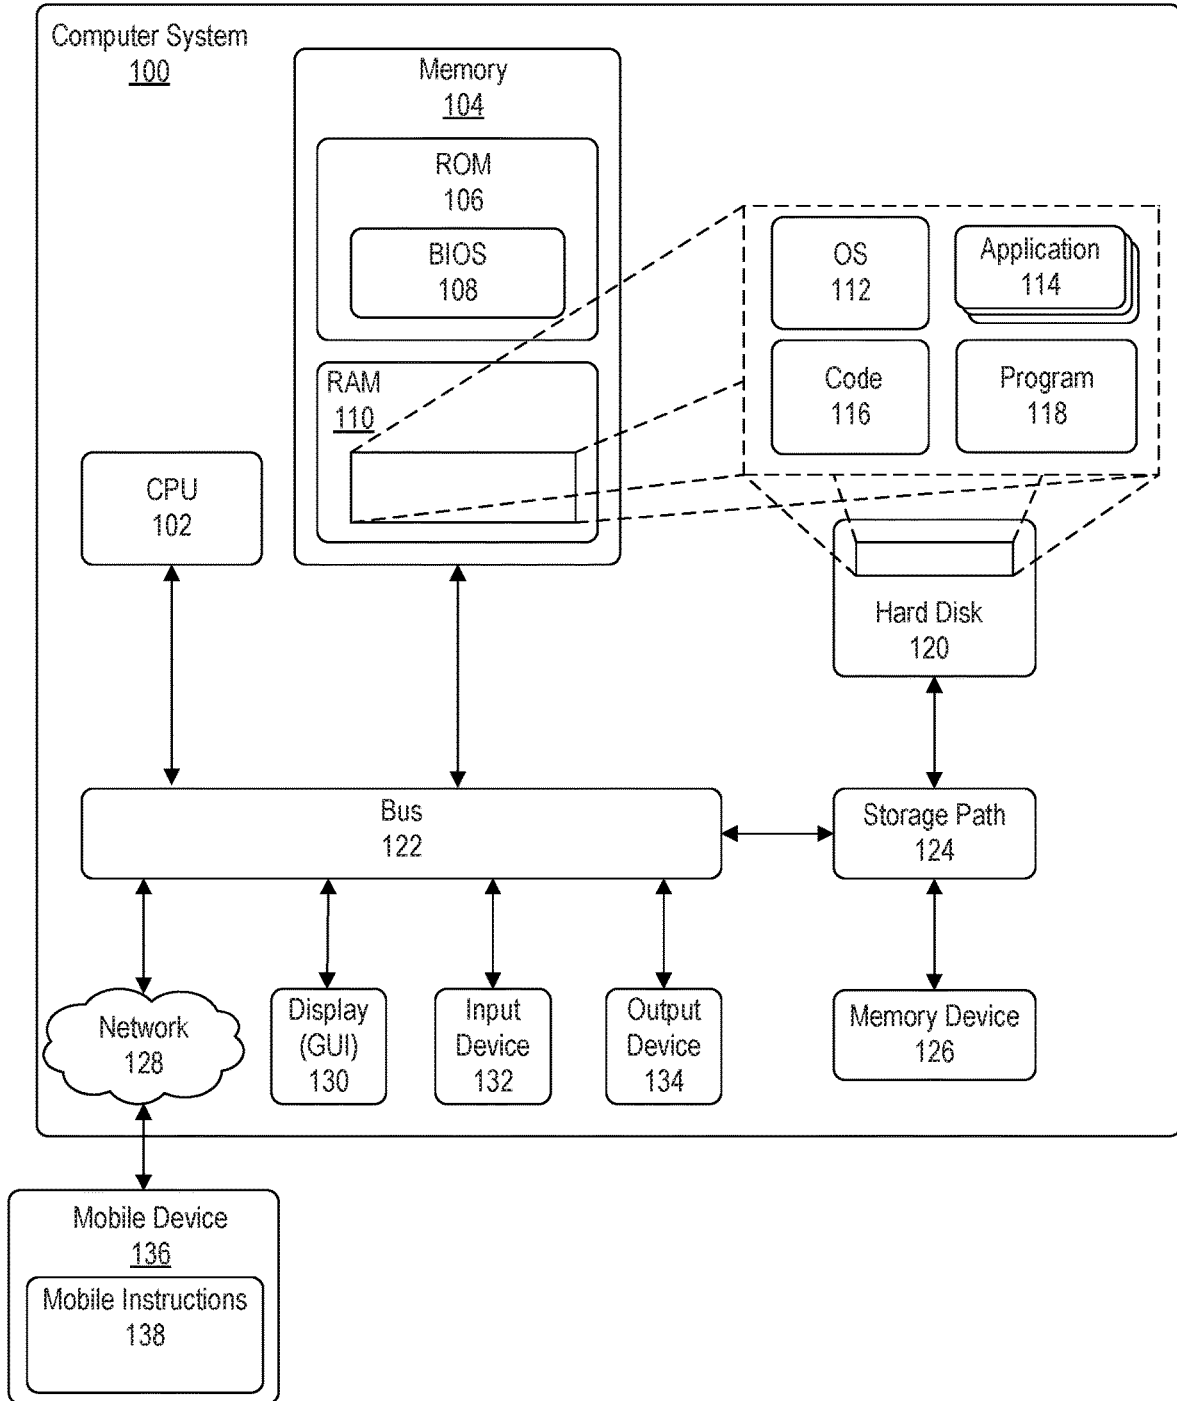 Computer System
100
Memory
104
ROM
106
BIOS
108
RAM
110
OS
112
Application
114
Code
116
Program
118
CPU
102
Hard Disk
120
Bus
122
Storage Path
124
Network
128
Display
(GUI)
130
Input
Device
132
Output
Device
134
Memory Device
126
Mobile Device
136
Mobile Instructions
138